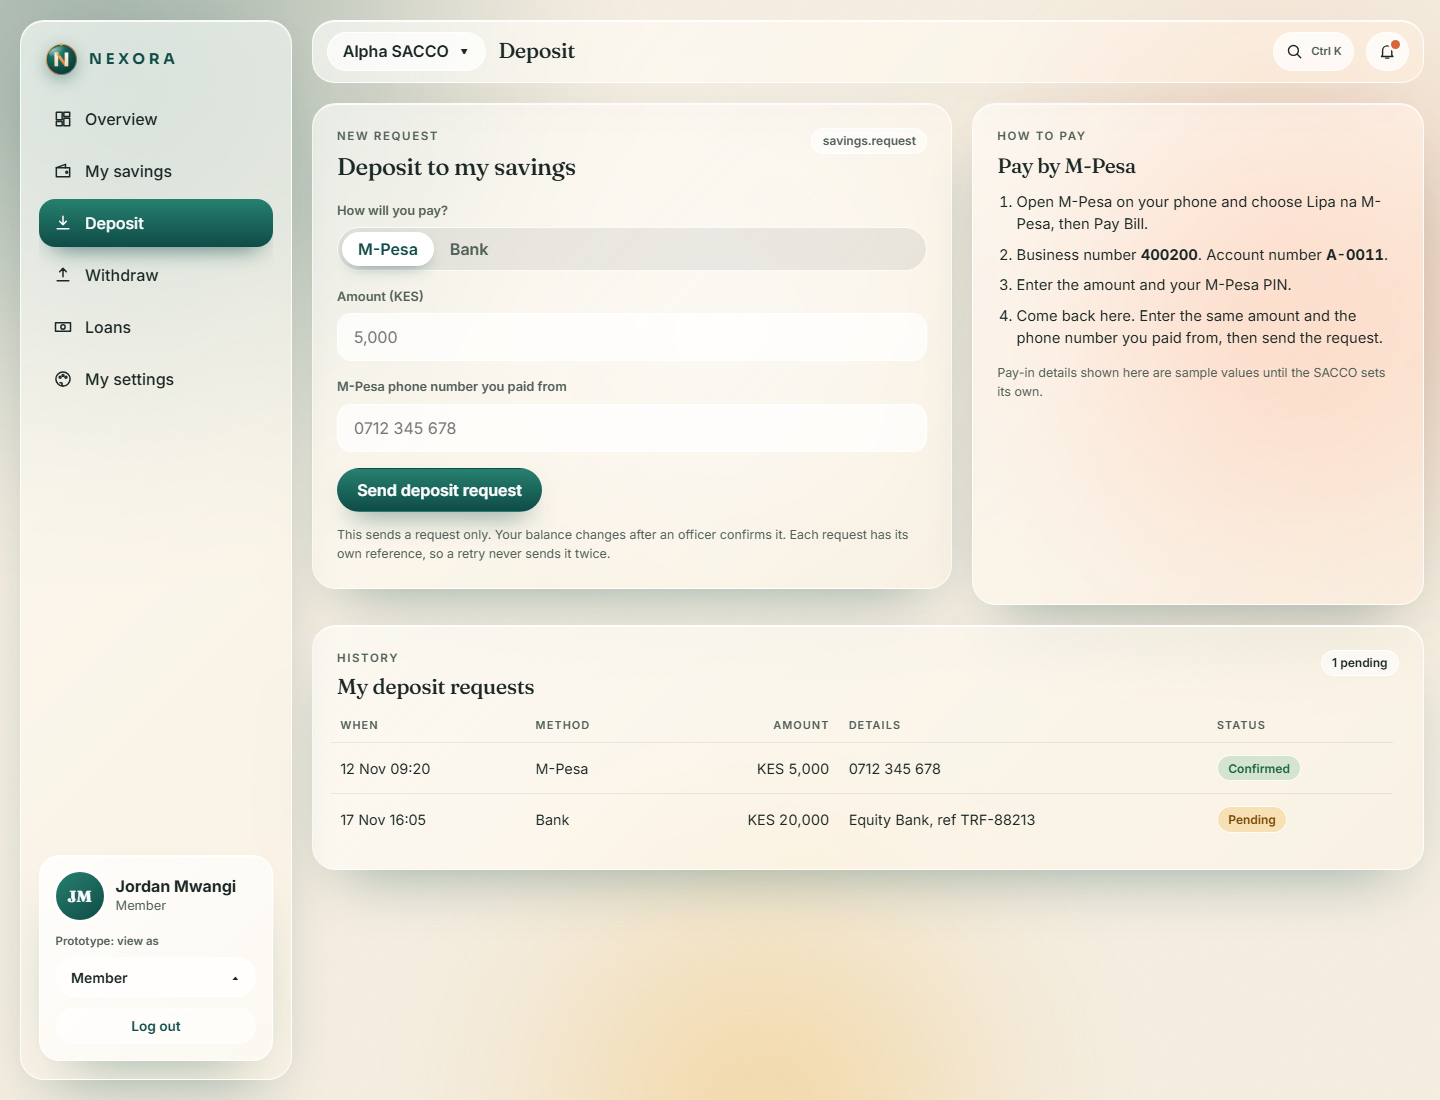 NEXORA
Overview
My savings
Deposit
Withdraw
Loans
My settings
JM
Jordan Mwangi
Member
Prototype: view as
Member
Log out
Alpha SACCO
Deposit
Ctrl K
NEW REQUEST
savings.request
Deposit to my savings
How will you pay?
M-Pesa
Bank
Amount (KES)
5,000
M-Pesa phone number you paid from
0712 345 678
Send deposit request
This sends a request only. Your balance changes after an officer confirms it. Each request has its
own reference, so a retry never sends it twice.
HOW TO PAY
Pay by M-Pesa
1. Open M-Pesa on your phone and choose Lipa na M-
Pesa, then Pay Bill.
2. Business number 400200. Account number A-0011.
3. Enter the amount and your M-Pesa PIN.
4. Come back here. Enter the same amount and the
phone number you paid from, then send the request.
Pay-in details shown here are sample values until the SACCO sets
its own.
HISTORY
1 pending
My deposit requests
WHEN METHOD AMOUNT DETAILS STATUS
12 Nov 09:20 M-Pesa KES 5,000 0712 345 678 Confirmed
17 Nov 16:05 Bank KES 20,000 Equity Bank, ref TRF-88213 Pending